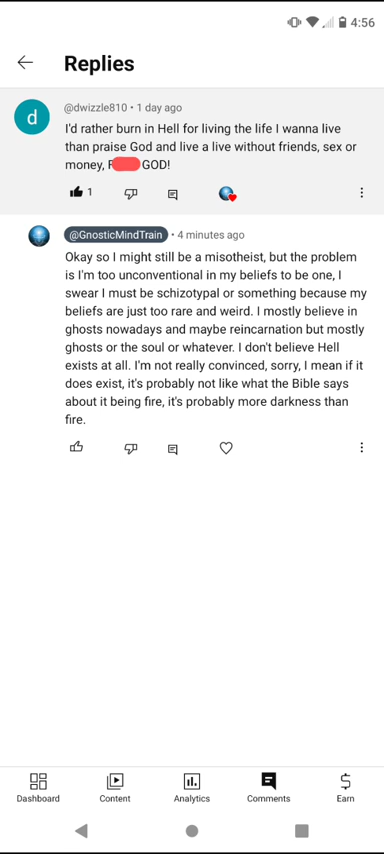 4:56
Replies
d
@dwizzle810 • 1 day ago
I'd rather burn in Hell for living the life I wanna live
than praise God and live a live without friends, sex or
money, F GOD!
1
@GnosticMindTrain • 4 minutes ago
Okay so I might still be a misotheist, but the problem
is I'm too unconventional in my beliefs to be one, I
swear I must be schizotypal or something because my
beliefs are just too rare and weird. I mostly believe in
ghosts nowadays and maybe reincarnation but mostly
ghosts or the soul or whatever. I don't believe Hell
exists at all. I'm not really convinced, sorry, I mean if it
does exist, it's probably not like what the Bible says
about it being fire, it's probably more darkness than
fire.
Dashboard Content Analytics Comments Earn